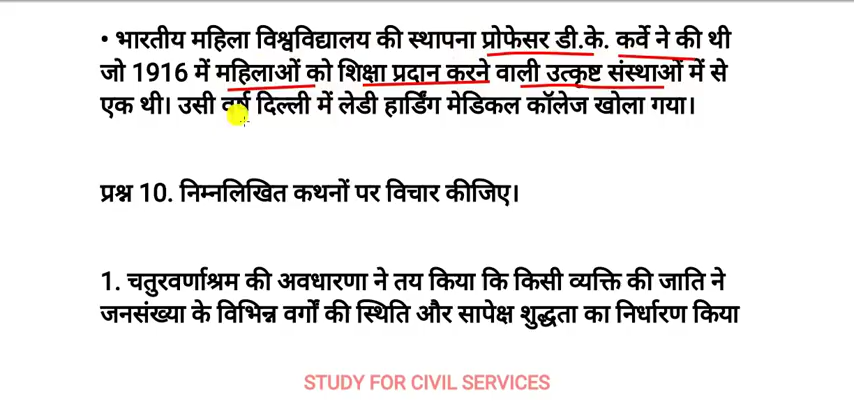 • भारतीय महिला विश्वविद्यालय की स्थापना प्रोफेसर डी.के. कर्वे ने की थी
जो 1916 में महिलाओं को शिक्षा प्रदान करने वाली उत्कृष्ट संस्थाओं में से
एक थी। उसी वर्ष दिल्ली में लेडी हार्डिंग मेडिकल कॉलेज खोला गया।
प्रश्न 10. निम्नलिखित कथनों पर विचार कीजिए।
1. चतुरवर्णाश्रम की अवधारणा ने तय किया कि किसी व्यक्ति की जाति ने
जनसंख्या के विभिन्न वर्गों की स्थिति और सापेक्ष शुद्धता का निर्धारण किया
STUDY FOR CIVIL SERVICES